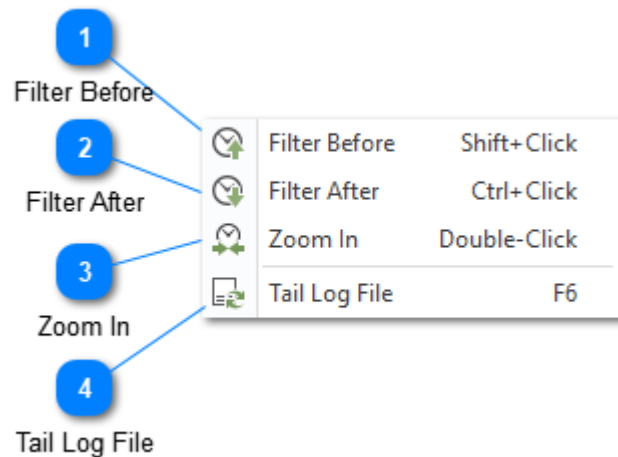 1
Filter Before
2
Filter After
3
Zoom In
4
Tail Log File
Filter Before Shift+Click
Filter After Ctrl+Click
Zoom In Double-Click
Tail Log File F6